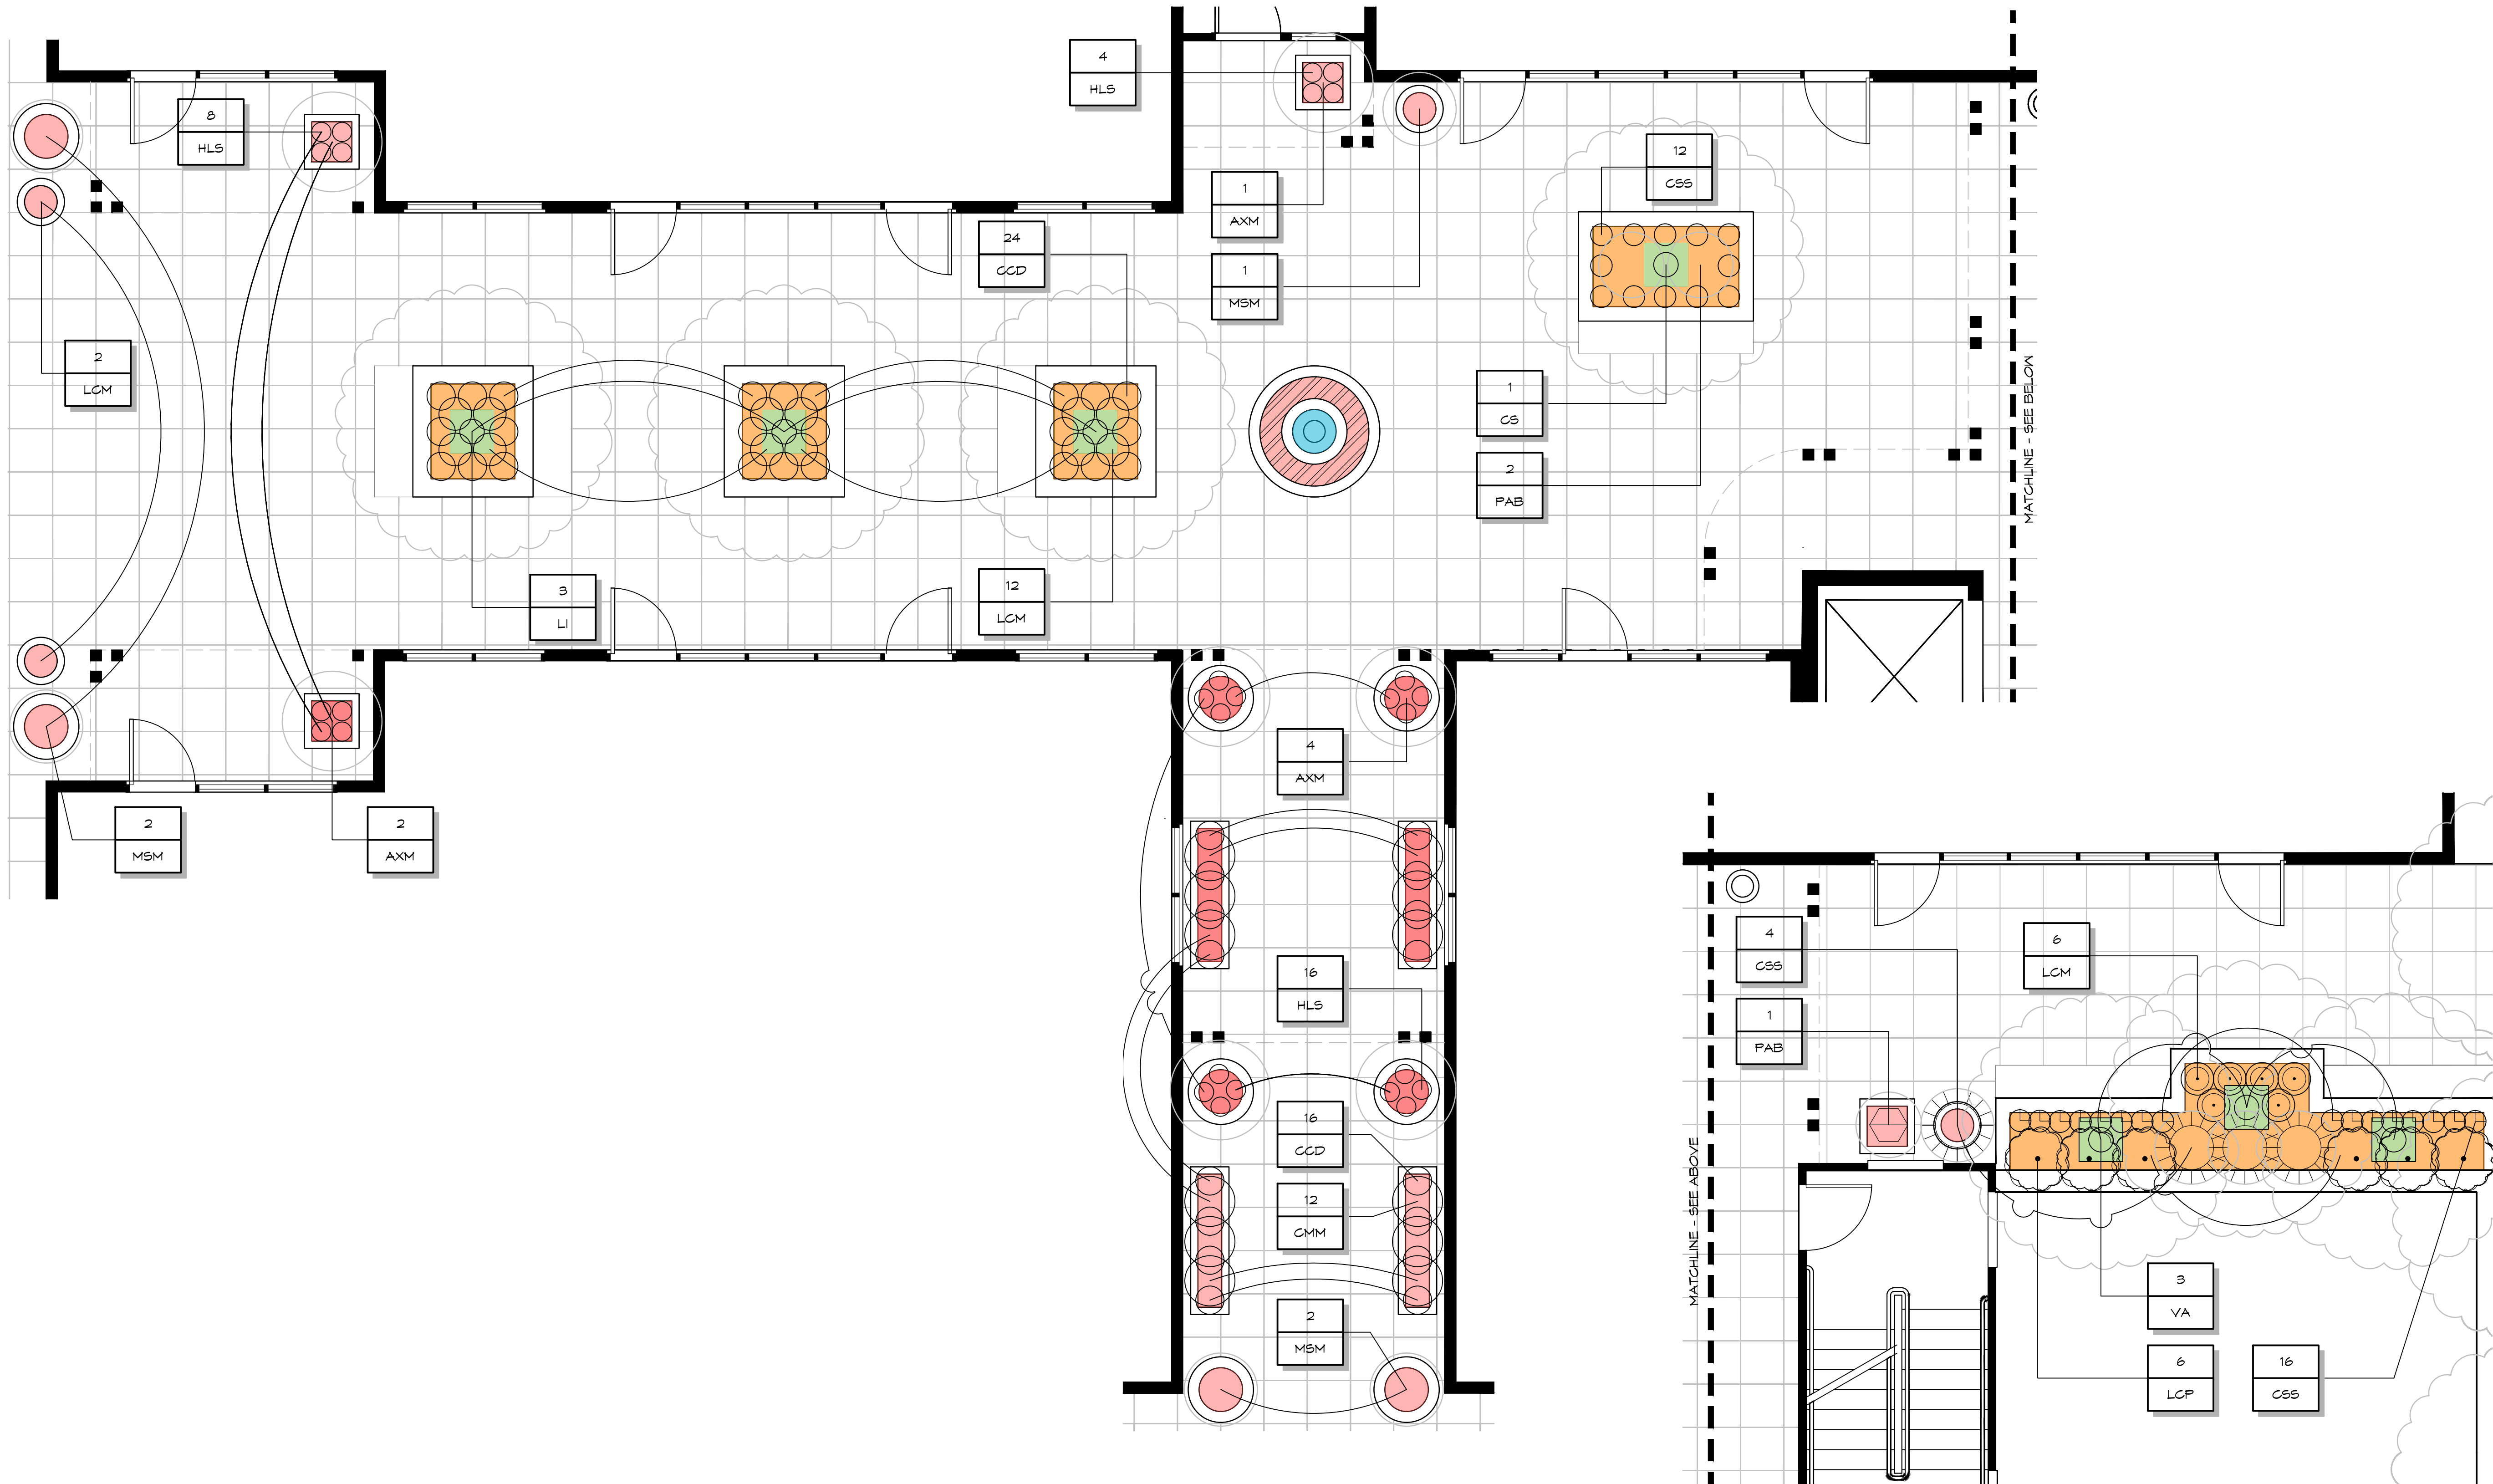 4
HLS
8
HLS
12
CSS
1
AXM
24
CCD
1
MSM
2
LCM
1
CS
2
PAB
MATCHLINE - SEE BELOW
3
LI
12
LCM
4
AXM
2
MSM
2
AXM
16
HLS
16
CCD
12
CMM
2
MSM
4
CSS
6
LCM
1
PAB
MATCHLINE - SEE ABOVE
3
VA
6
LCP
16
CSS